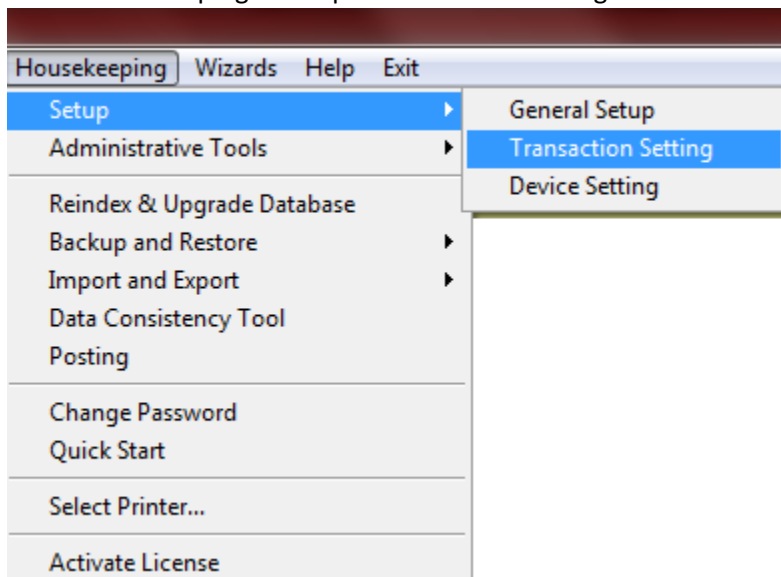 Housekeeping Wizards Help Exit
Setup
Administrative Tools
Reindex & Upgrade Database
Backup and Restore
Import and Export
Data Consistency Tool
Posting
Change Password
Quick Start
Select Printer...
Activate License
General Setup
Transaction Setting
Device Setting